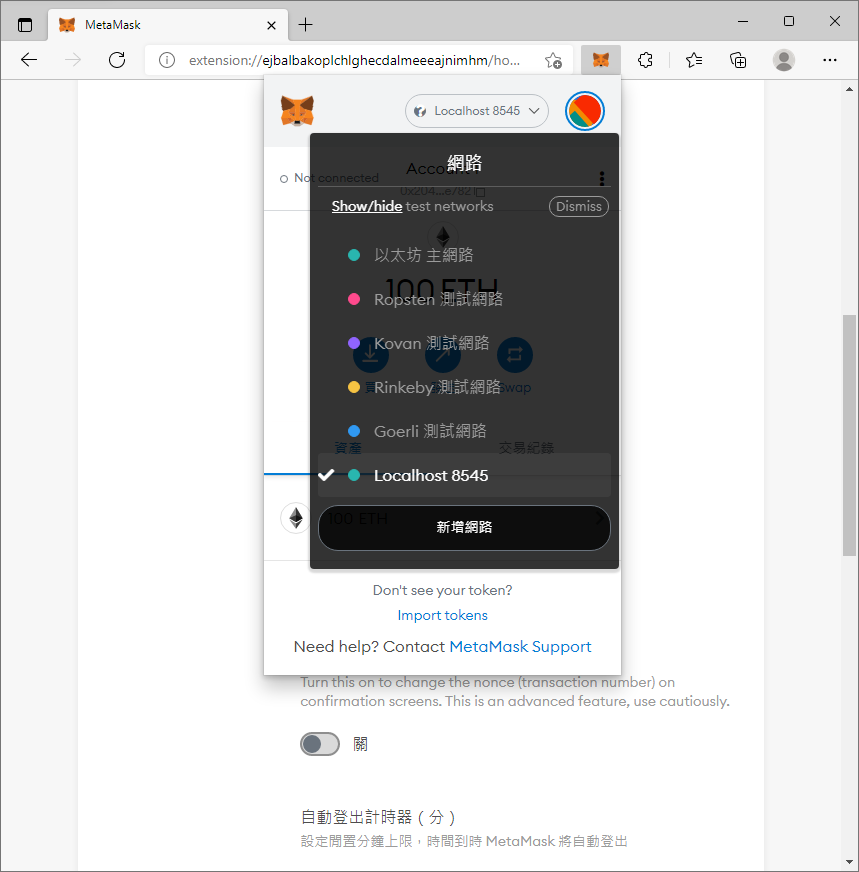 MetaMask
extension://ejbalbakoplchlghecdalmeeeajnimhm/ho...
Localhost 8545
網路
Not connected
Account 1
0x204...e782
Show/hide test networks
Dismiss
以太坊 主網路
100 ETH
Ropsten 測試網路
Kovan 測試網路
Rinkeby 測試網路
Swap
Goerli 測試網路
資產
交易紀錄
Localhost 8545
100 ETH
新增網路
Don't see your token?
Import tokens
Need help? Contact MetaMask Support
Turn this on to change the nonce (transaction number) on
confirmation screens. This is an advanced feature, use cautiously.
關
自動登出計時器（分）
設定閒置分鐘上限，時間到時 MetaMask 將自動登出